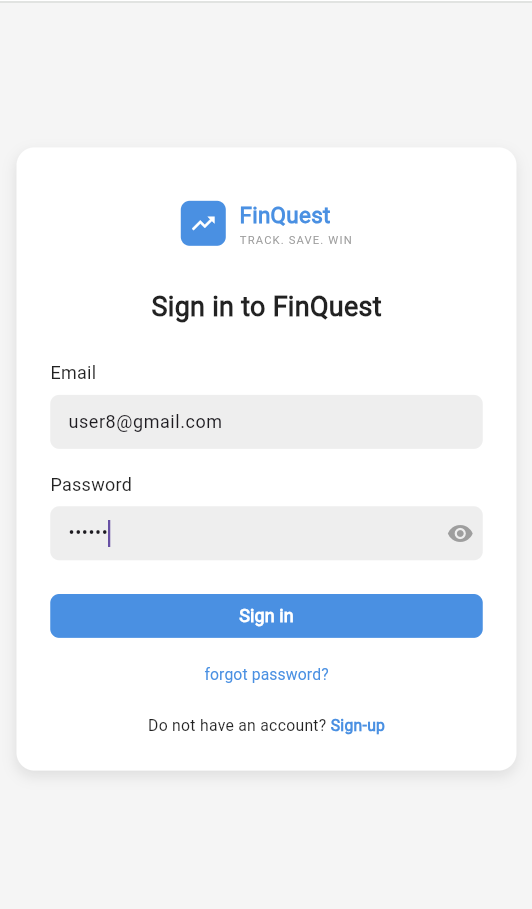 FinQuest
TRACK. SAVE. WIN
Sign in to FinQuest
Email
user8@gmail.com
Password
••••••
Sign in
forgot password?
Do not have an account? Sign-up